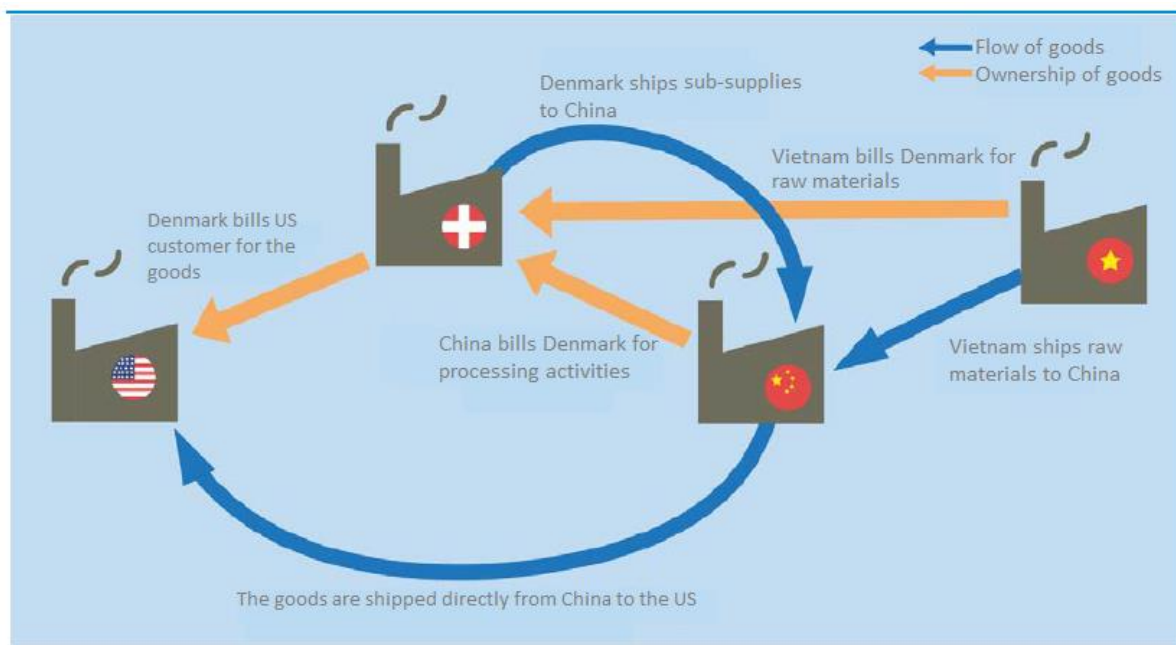 Flow of goods
Ownership of goods
Denmark ships sub-supplies
to China
Vietnam bills Denmark for
raw materials
Denmark bills US
customer for the
goods
China bills Denmark for
processing activities
Vietnam ships raw
materials to China
The goods are shipped directly from China to the US